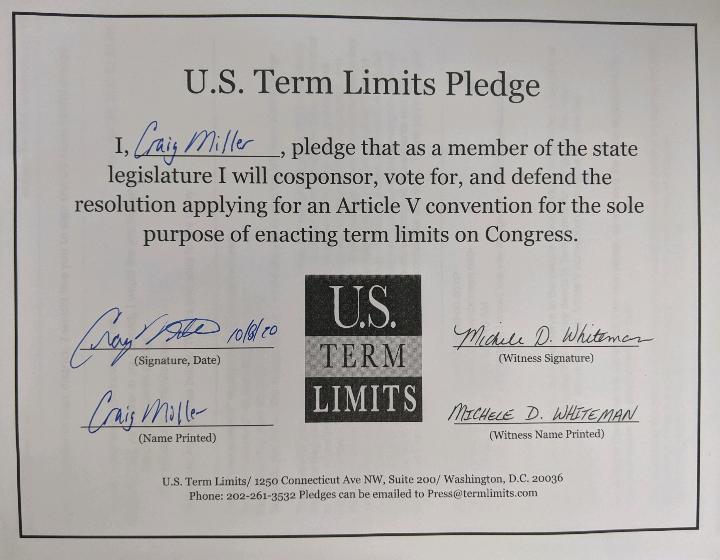 U.S. Term Limits Pledge
I, Craig Miller, pledge that as a member of the state
legislature I will cosponsor, vote for, and defend the
resolution applying for an Article V convention for the sole
purpose of enacting term limits on Congress.
Craig Miller 10/8/20
(Signature, Date)
Craig Miller
(Name Printed)
U.S.
TERM
LIMITS
Michele D. Whiteman
(Witness Signature)
MICHELE D. WHITEMAN
(Witness Name Printed)
U.S. Term Limits/ 1250 Connecticut Ave NW, Suite 200/ Washington, D.C. 20036
Phone: 202-261-3532 Pledges can be emailed to Press@termlimits.com